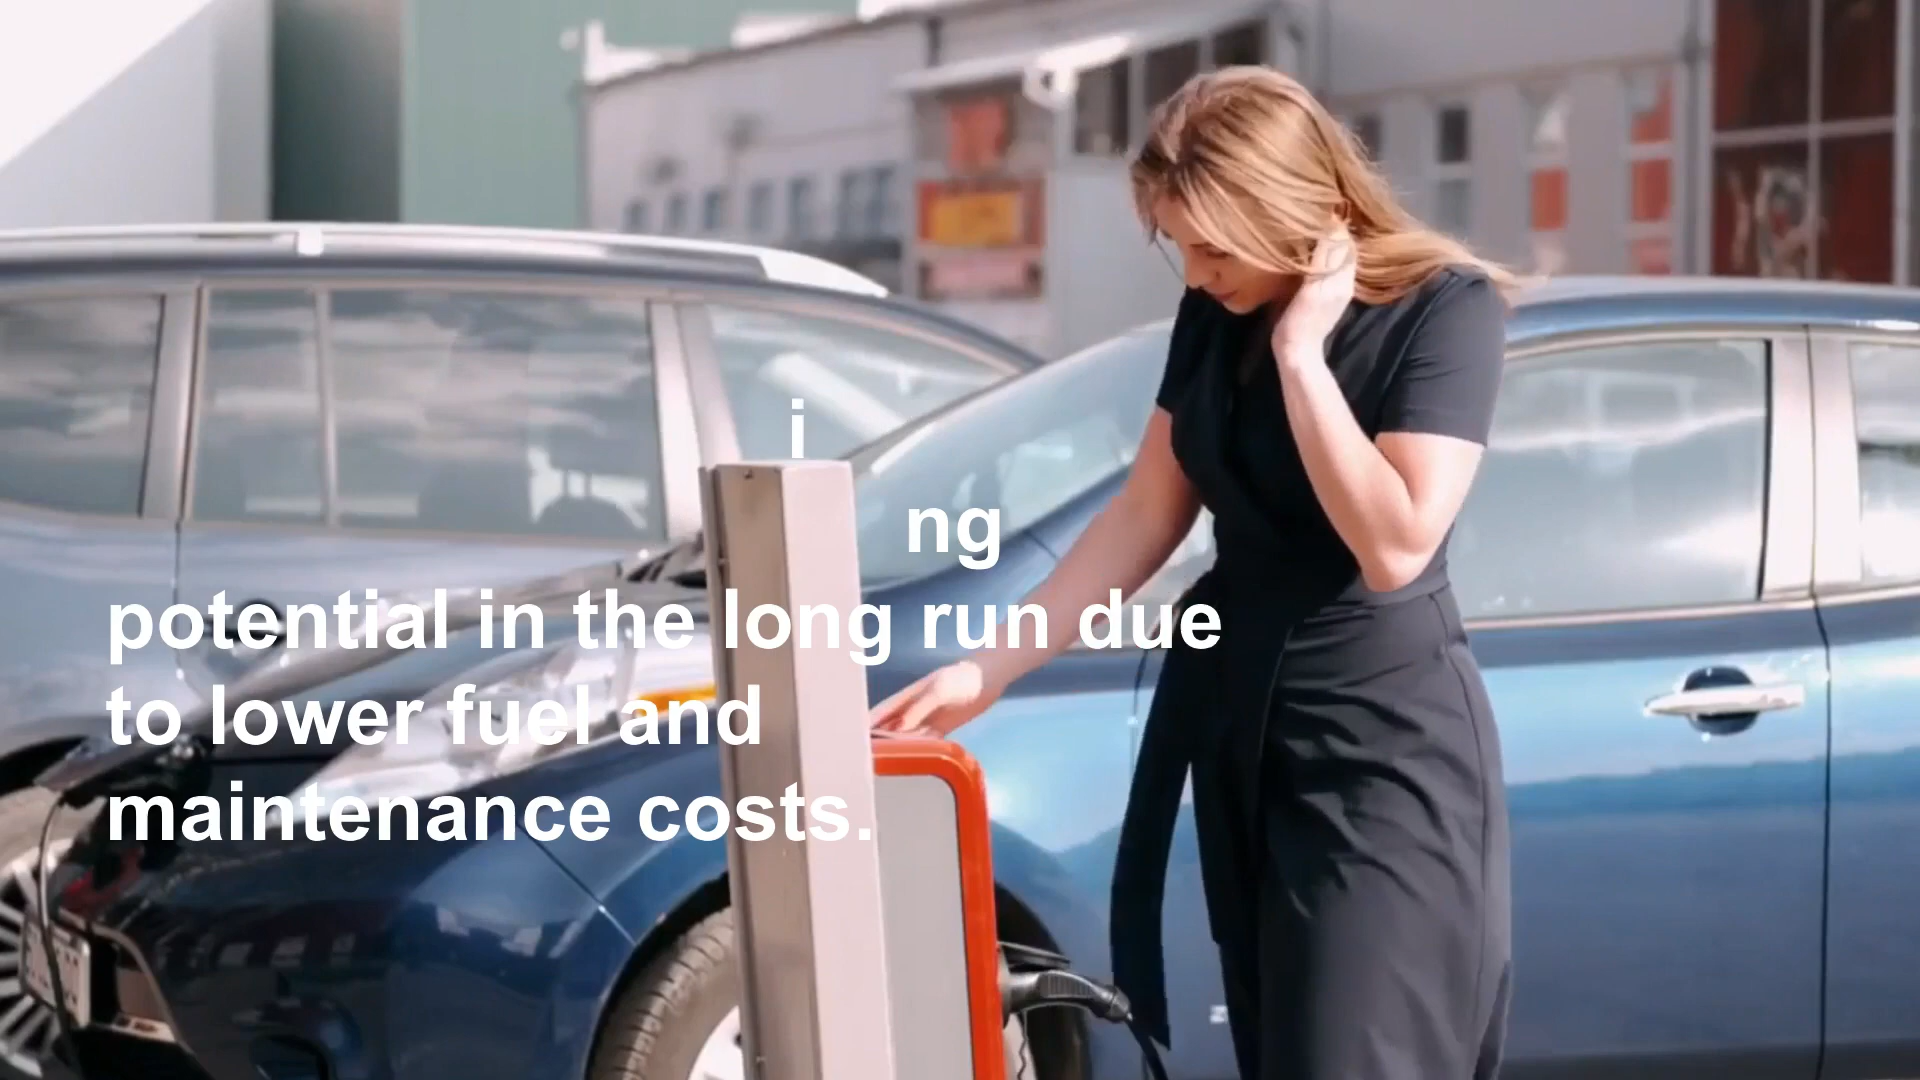 i
ng
potential in the long run due
to lower fuel and
maintenance costs.